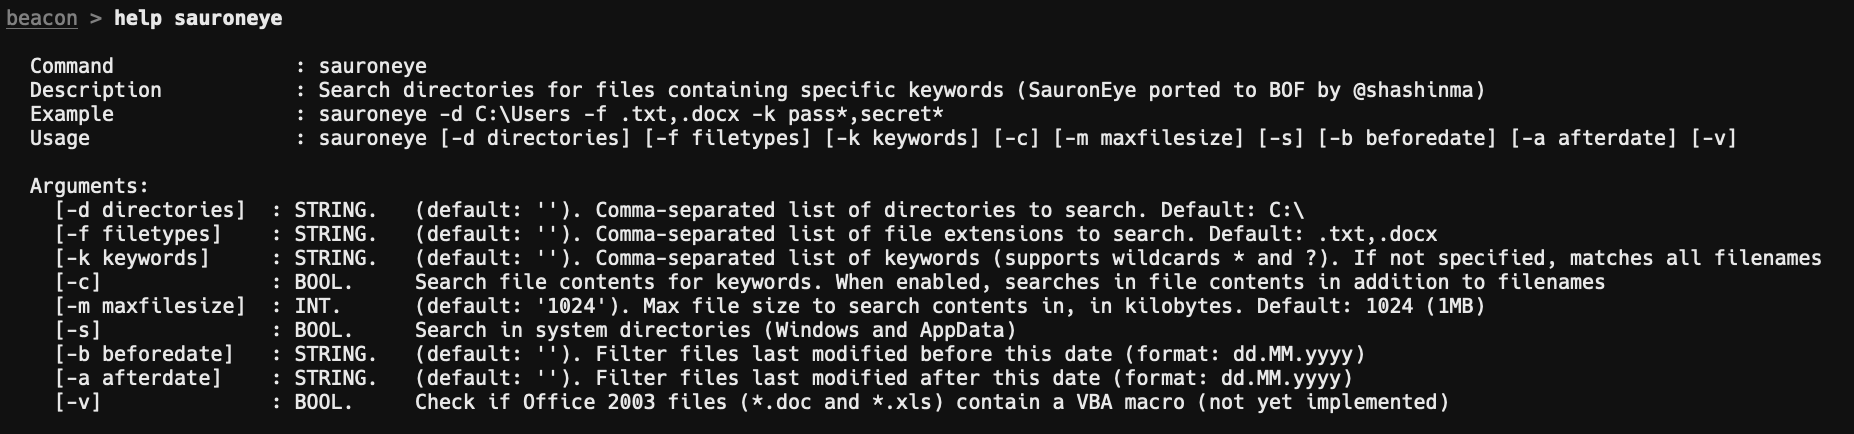 beacon > help sauroneye
Command : sauroneye
Description : Search directories for files containing specific keywords (SauronEye ported to BOF by @shashinma)
Example : sauroneye -d C:\Users -f .txt,.docx -k pass*,secret*
Usage : sauroneye [-d directories] [-f filetypes] [-k keywords] [-c] [-m maxfilesize] [-s] [-b beforedate] [-a afterdate] [-v]
Arguments:
[-d directories] : STRING. (default: ''). Comma-separated list of directories to search. Default: C:\
[-f filetypes] : STRING. (default: ''). Comma-separated list of file extensions to search. Default: .txt,.docx
[-k keywords] : STRING. (default: ''). Comma-separated list of keywords (supports wildcards * and ?). If not specified, matches all filenames
[-c] : BOOL. Search file contents for keywords. When enabled, searches in file contents in addition to filenames
[-m maxfilesize] : INT. (default: '1024'). Max file size to search contents in, in kilobytes. Default: 1024 (1MB)
[-s] : BOOL. Search in system directories (Windows and AppData)
[-b beforedate] : STRING. (default: ''). Filter files last modified before this date (format: dd.MM.yyyy)
[-a afterdate] : STRING. (default: ''). Filter files last modified after this date (format: dd.MM.yyyy)
[-v] : BOOL. Check if Office 2003 files (*.doc and *.xls) contain a VBA macro (not yet implemented)